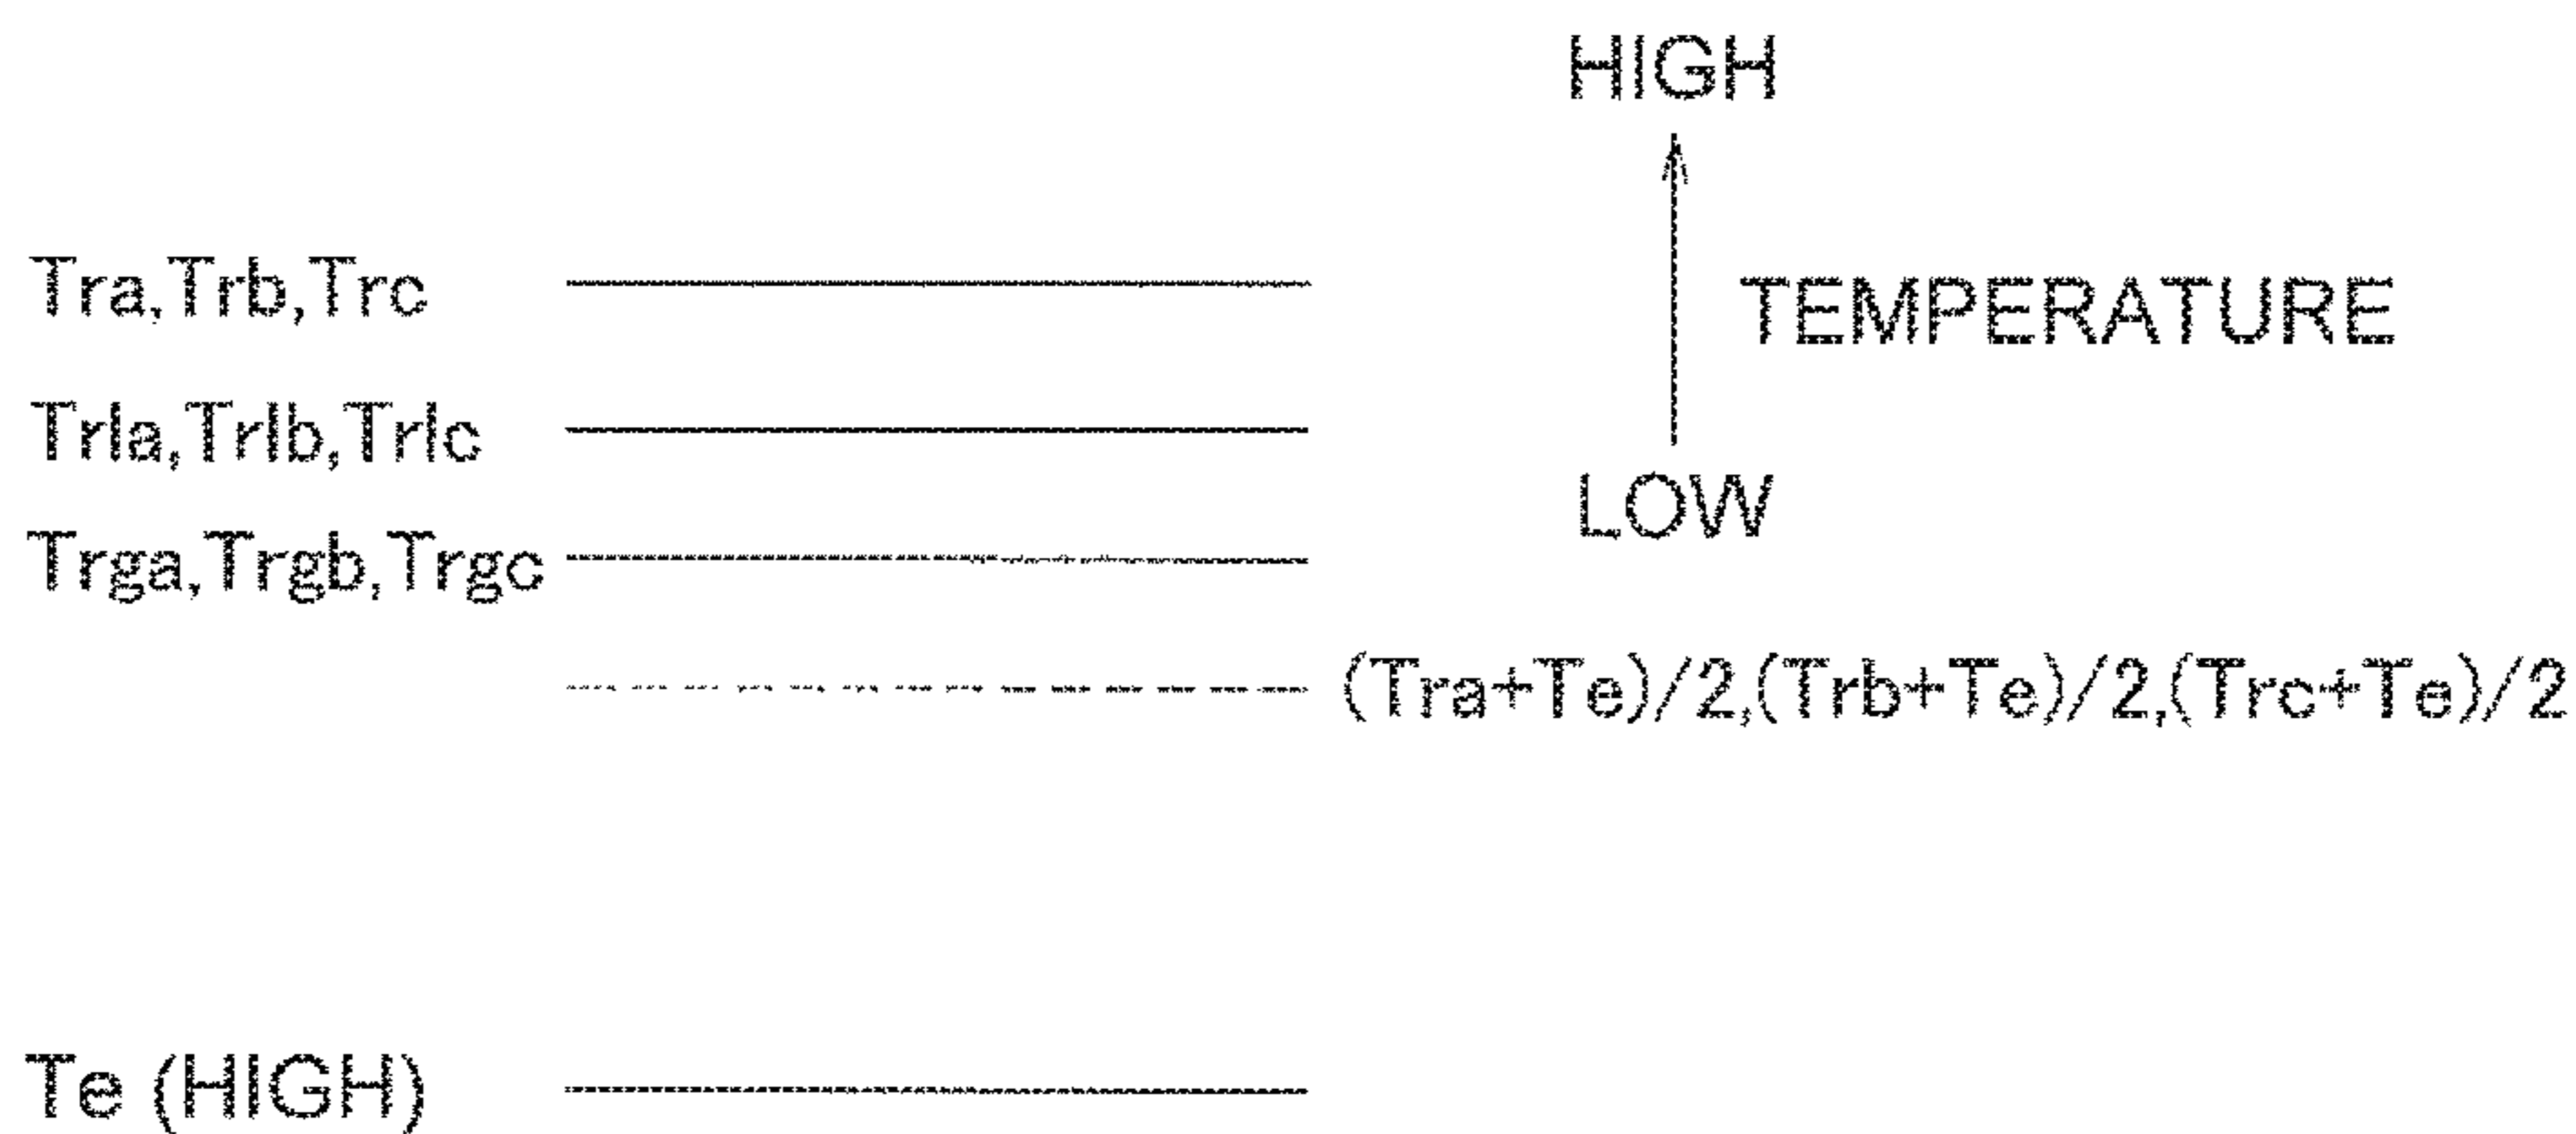 HIGH
Tra,Trb,Trc
TEMPERATURE
Trla,Trlb,Trlc
LOW
Trga,Trgb,Trgc
(Tra+Te)/2,(Trb+Te)/2,(Trc+Te)/2
Te (HIGH)